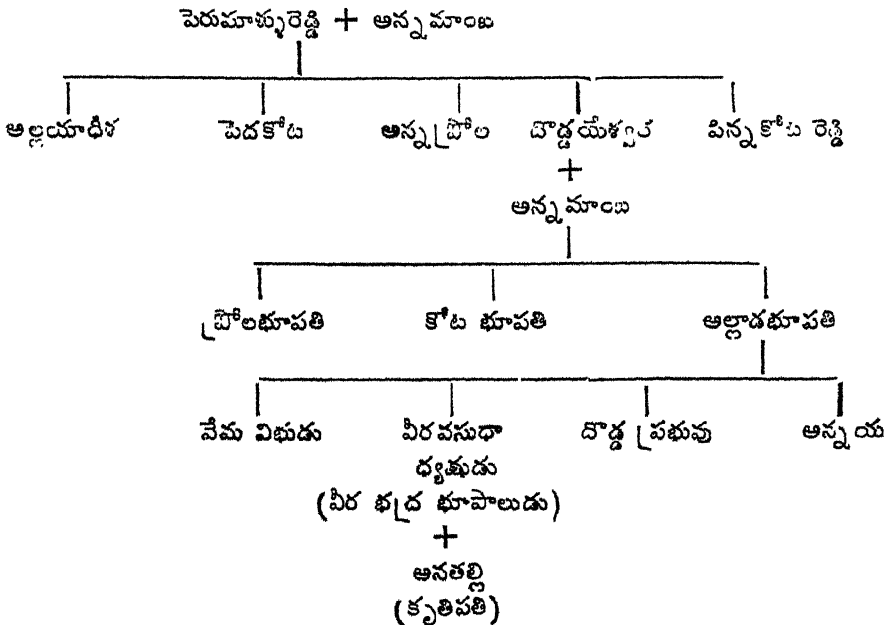 పెరుమాళ్ళురెడ్డి + అన్నమాంబ
అల్లయాధీశ పెదకోట అన్నప్రోల దొడ్డయేశ్వర పిన్నకోట రెడ్డి
+
అన్నమాంబ
ప్రోలభూపతి కోట భూపతి అల్లాడభూపతి
వేమ విభుడు వీరవసుధా దొడ్డ ప్రభువు అన్నయ
ధ్యక్షుడు
(వీర భద్ర భూపాలుడు)
+
అనతల్లి
(కృతిపతి)